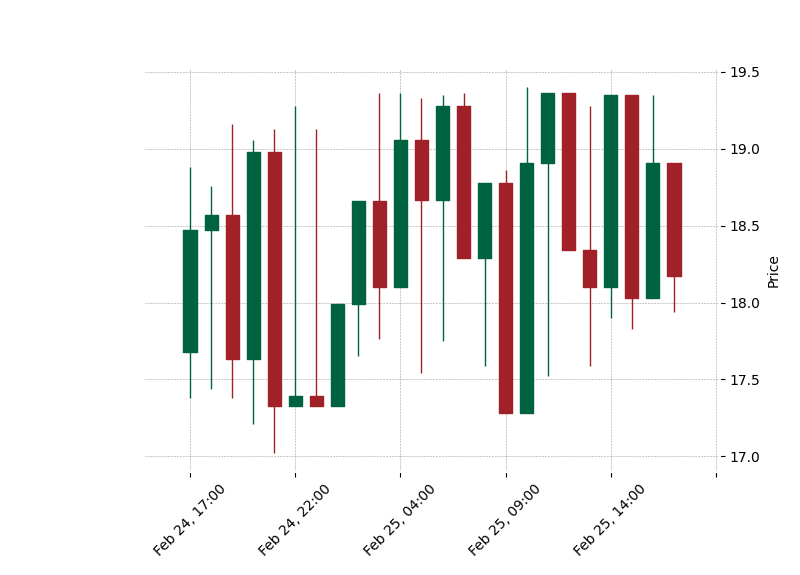 19.5
19.0
18.5
18.0
17.5
17.0
Price
Feb 24, 17:00
Feb 24, 22:00
Feb 25, 04:00
Feb 25, 09:00
Feb 25, 14:00